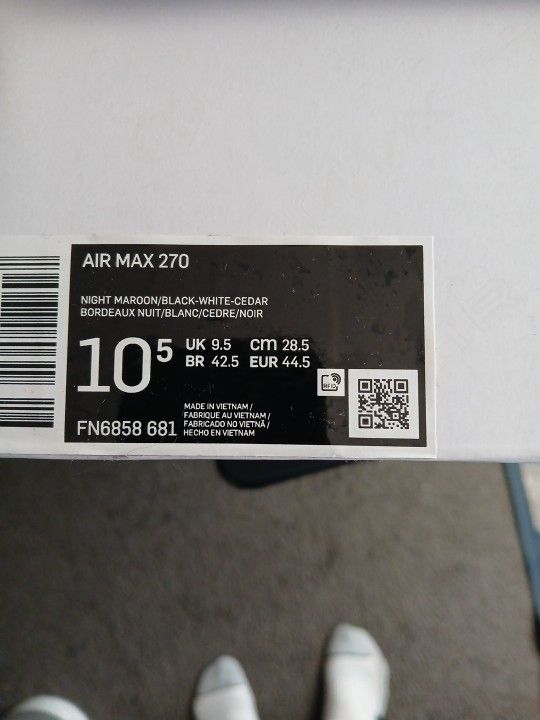 AIR MAX 270
NIGHT MAROON/BLACK-WHITE-CEDAR
BORDEAUX NUIT/BLANC/CEDRE/NOIR
10⁵
UK 9.5 cm 28.5
BR 42.5 EUR 44.5
RFID
FN6858 681
MADE IN VIETNAM /
FABRIQUE AU VIETNAM /
FABRICADO NO VIETNÃ /
HECHO EN VIETNAM